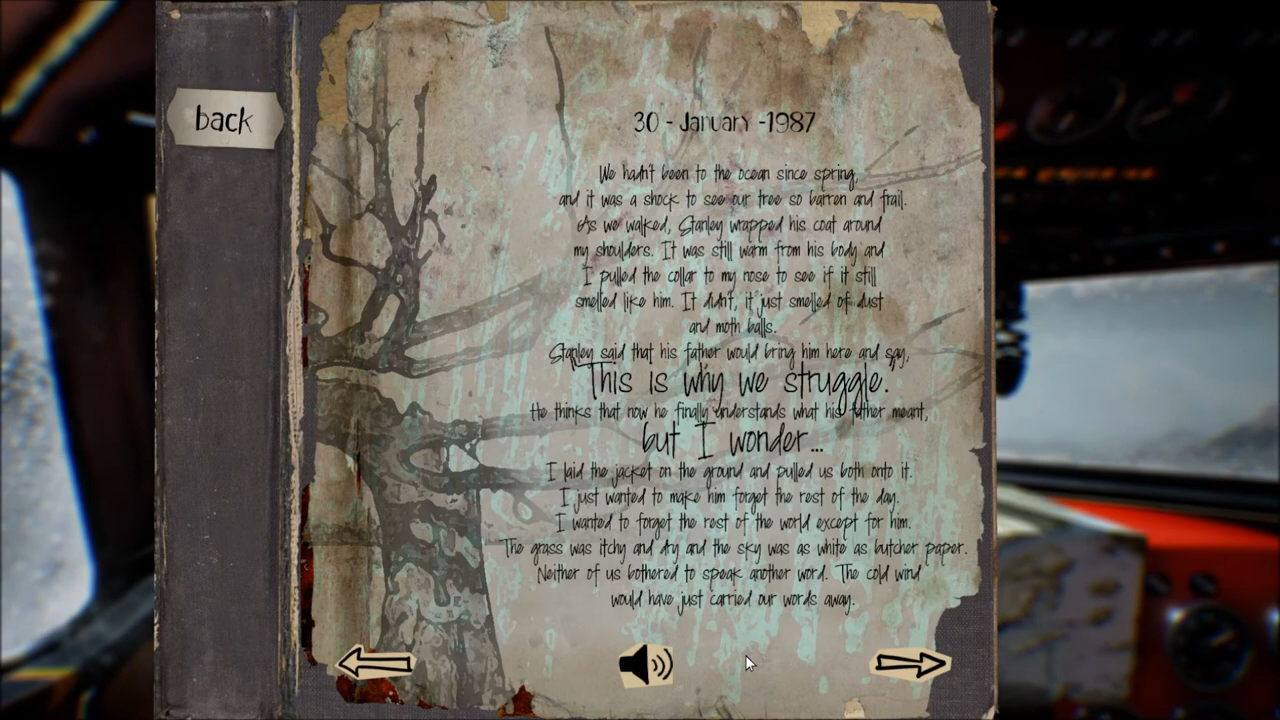 back
30 - January -1987
We hadn't been to the ocean since spring,
and it was a shock to see our tree so barren and frail.
As we walked, Stanley wrapped his coat around
my shoulders. It was still warm from his body and
I pulled the collar to my nose to see if it still
smelled like him. It didn't, it just smelled of dust
and moth balls.
Stanley said that his father would bring him here and say,
"This is why we struggle."
He thinks that now he finally understands what his father meant,
but I wonder...
I laid the jacket on the ground and pulled us both onto it.
I just wanted to make him forget the rest of the day.
I wanted to forget the rest of the world except for him.
The grass was itchy and dry and the sky was as white as butcher paper.
Neither of us bothered to speak another word. The cold wind
would have just carried our words away.